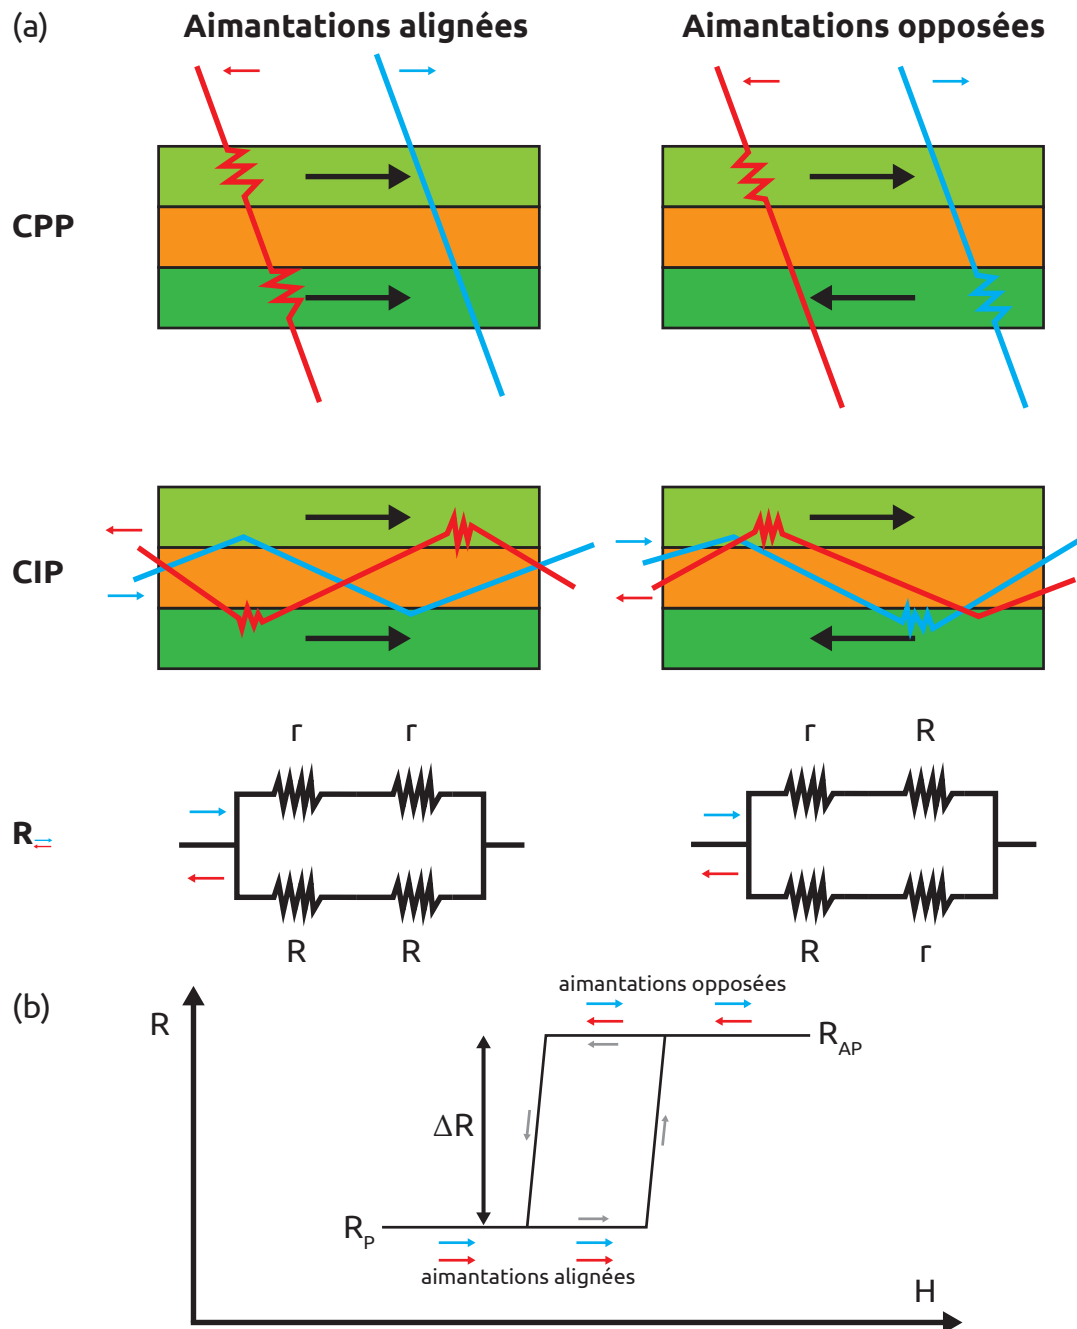 (a)
Aimantations alignées
Aimantations opposées
CPP
CIP
r r
r R
R
R R
R r
(b)
R
aimantations opposées
R_AP
ΔR
R_P
aimantations alignées
H